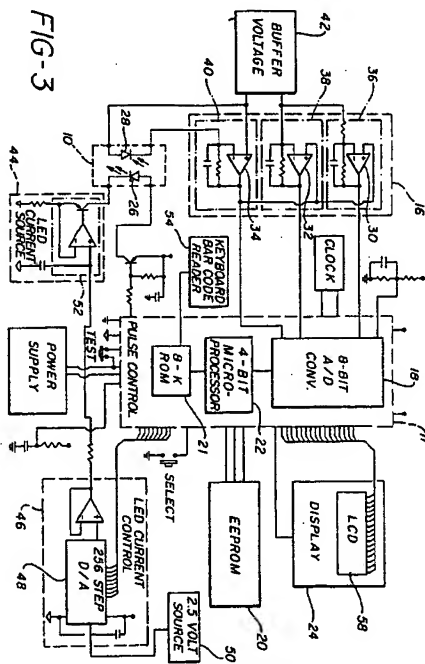 FIG-3
42
BUFFER
VOLTAGE
40
38
36
16
34
32
30
10
28
26
44
LED
CURRENT
SOURCE
52
54
KEYBOARD
BAR CODE
READER
CLOCK
8-BIT
A/D
CONV.
18
4-BIT
MICRO-
PROCESSOR
22
8-K
ROM
21
PULSE CONTROL
TEST
POWER
SUPPLY
SELECT
EEPROM
20
DISPLAY
LCD
58
24
LED CURRENT
CONTROL
46
256 STEP
D/A
48
2.5 VOLT
SOURCE
50